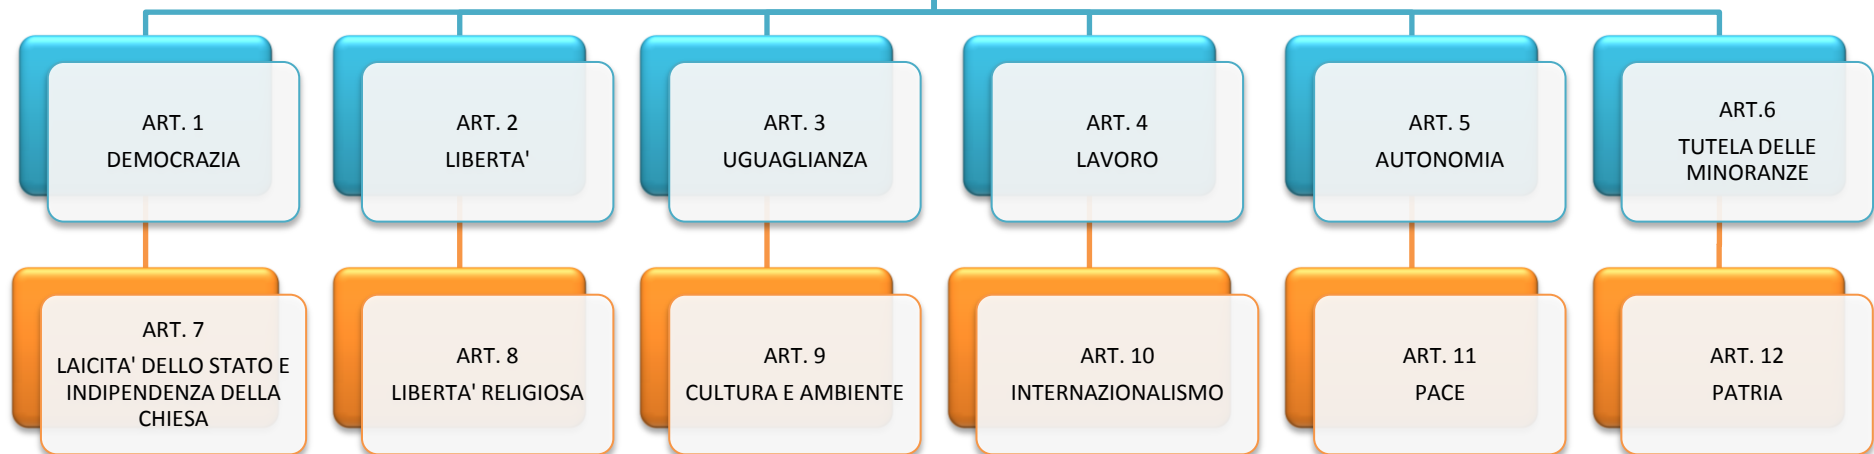 ART. 1
DEMOCRAZIA
ART. 2
LIBERTA'
ART. 3
UGUAGLIANZA
ART. 4
LAVORO
ART. 5
AUTONOMIA
ART.6
TUTELA DELLE
MINORANZE
ART. 7
LAICITA' DELLO STATO E
INDIPENDENZA DELLA
CHIESA
ART. 8
LIBERTA' RELIGIOSA
ART. 9
CULTURA E AMBIENTE
ART. 10
INTERNAZIONALISMO
ART. 11
PACE
ART. 12
PATRIA